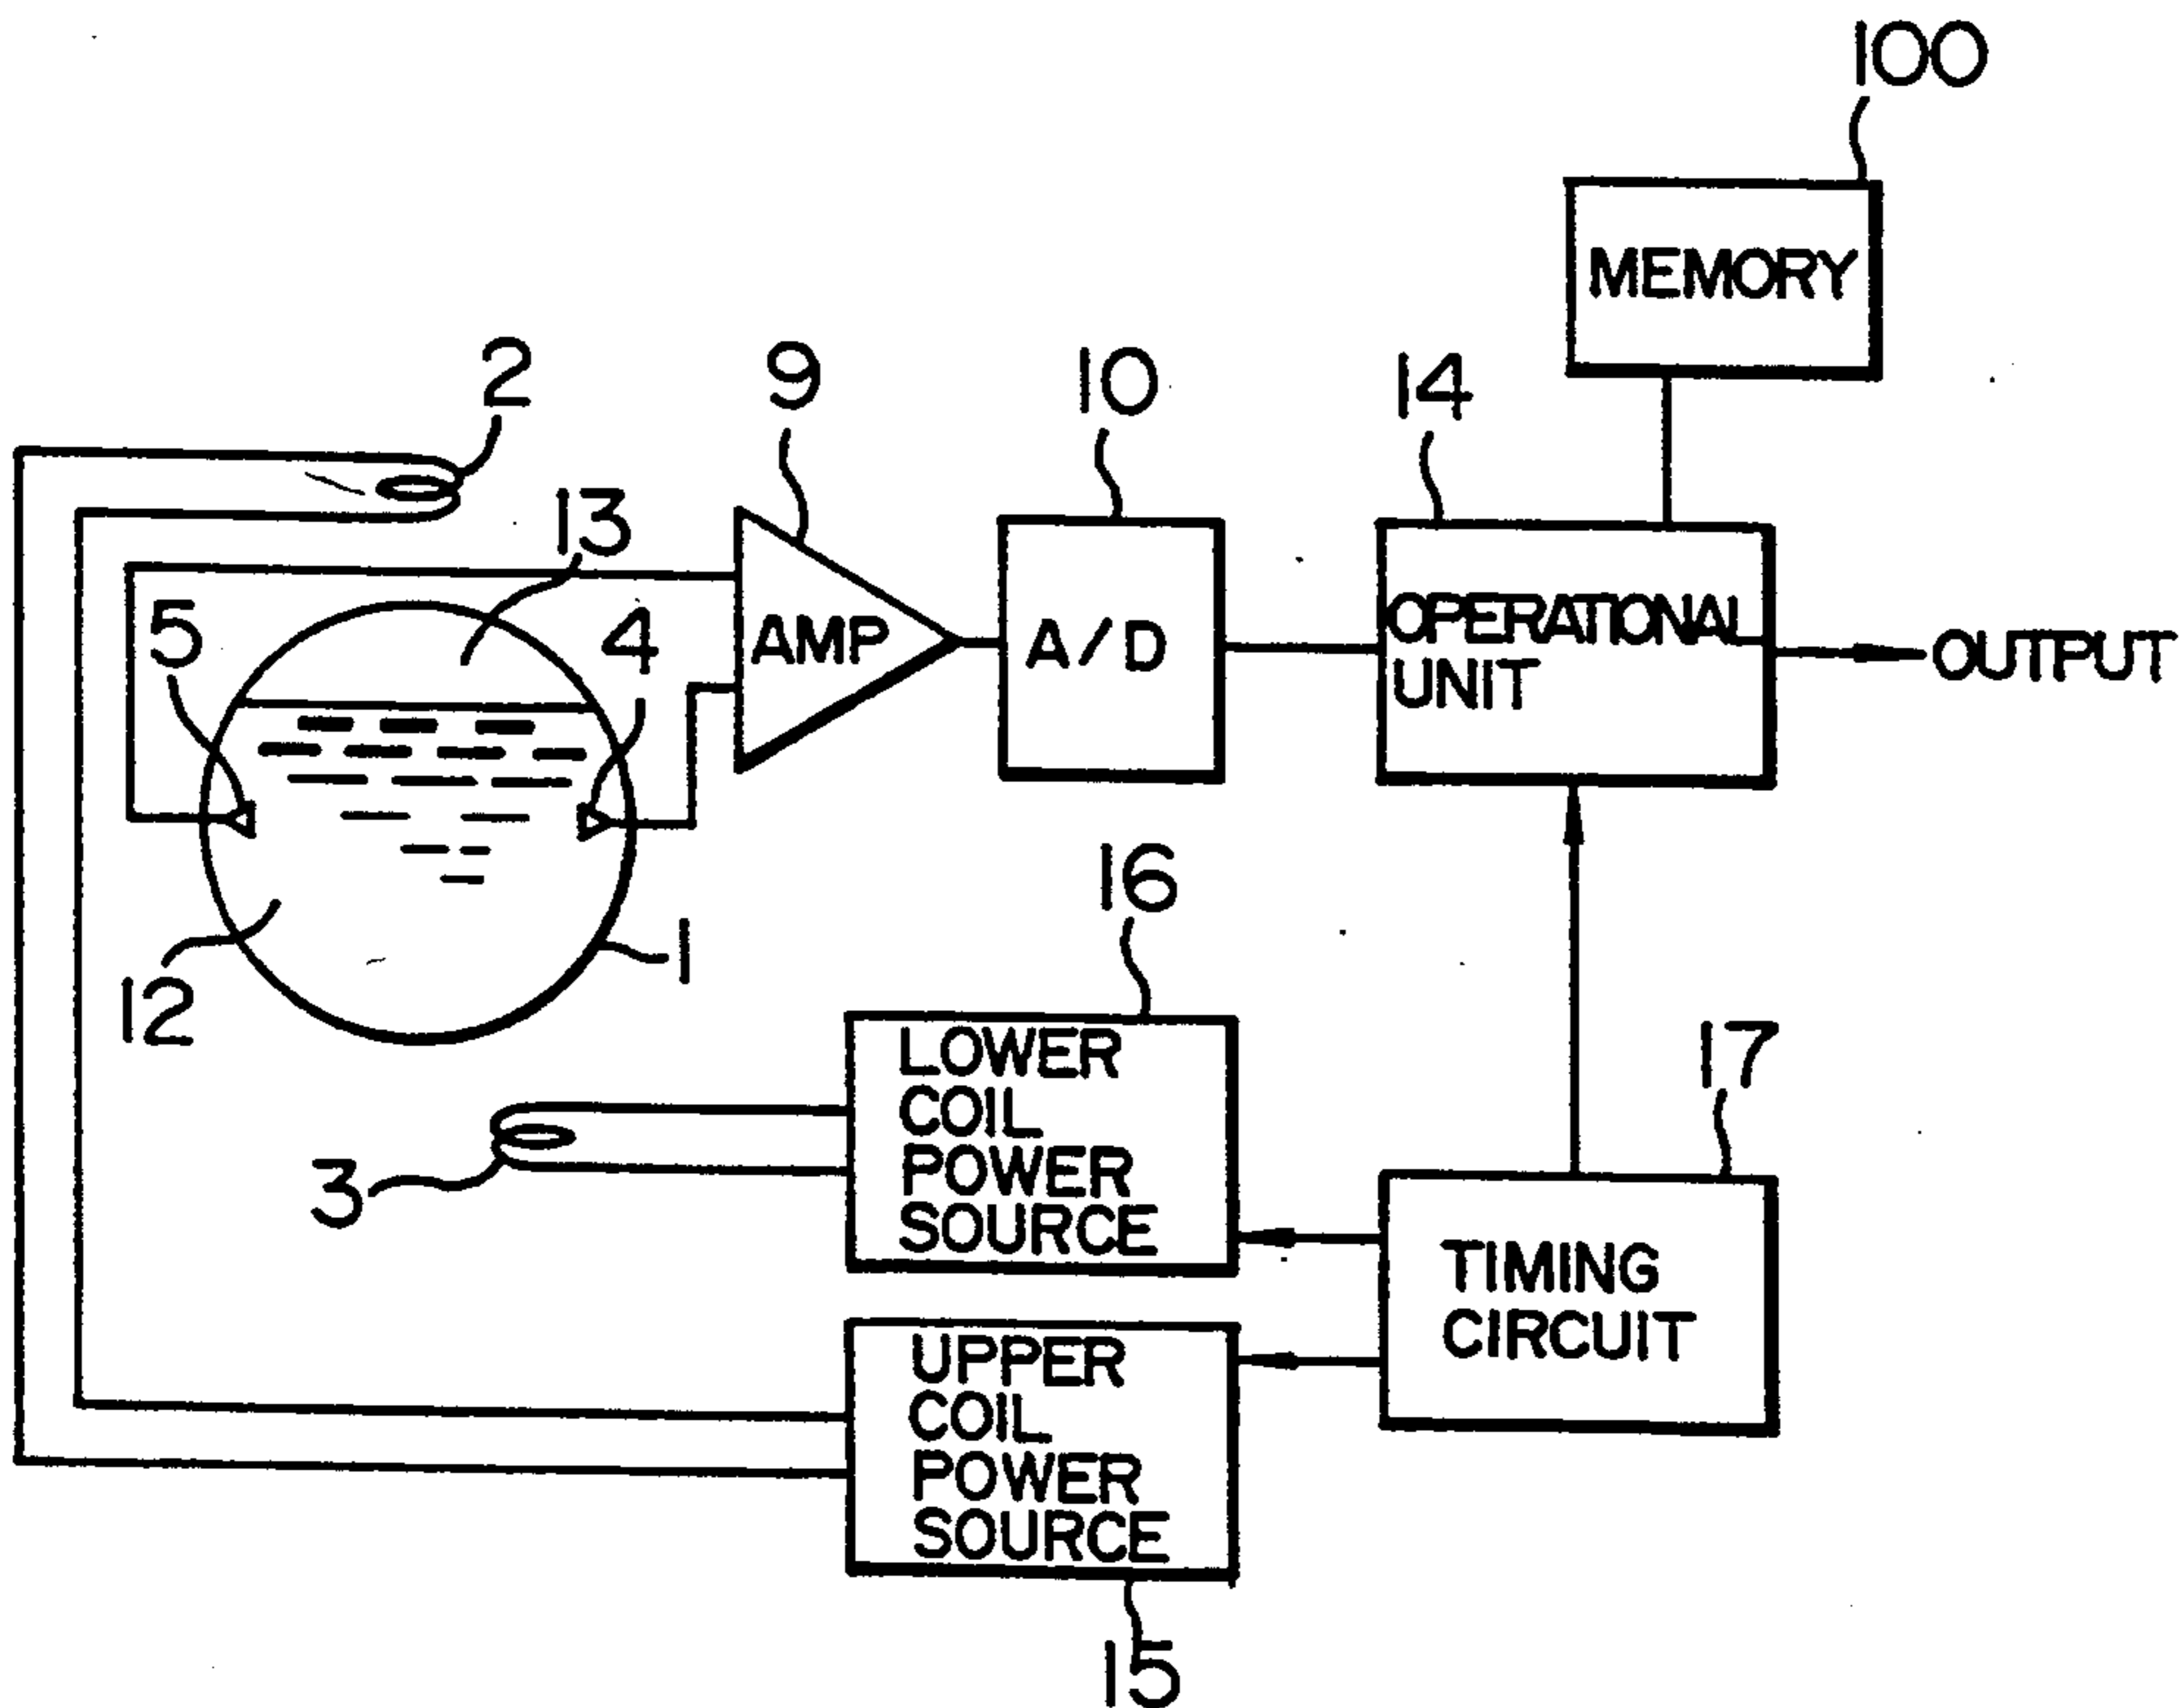 100
MEMORY
2
9
10
14
13
5
4
AMP
A/D
OPERATIONAL
UNIT
OUTPUT
16
12
1
17
LOWER
COIL
POWER
SOURCE
3
TIMING
CIRCUIT
UPPER
COIL
POWER
SOURCE
15